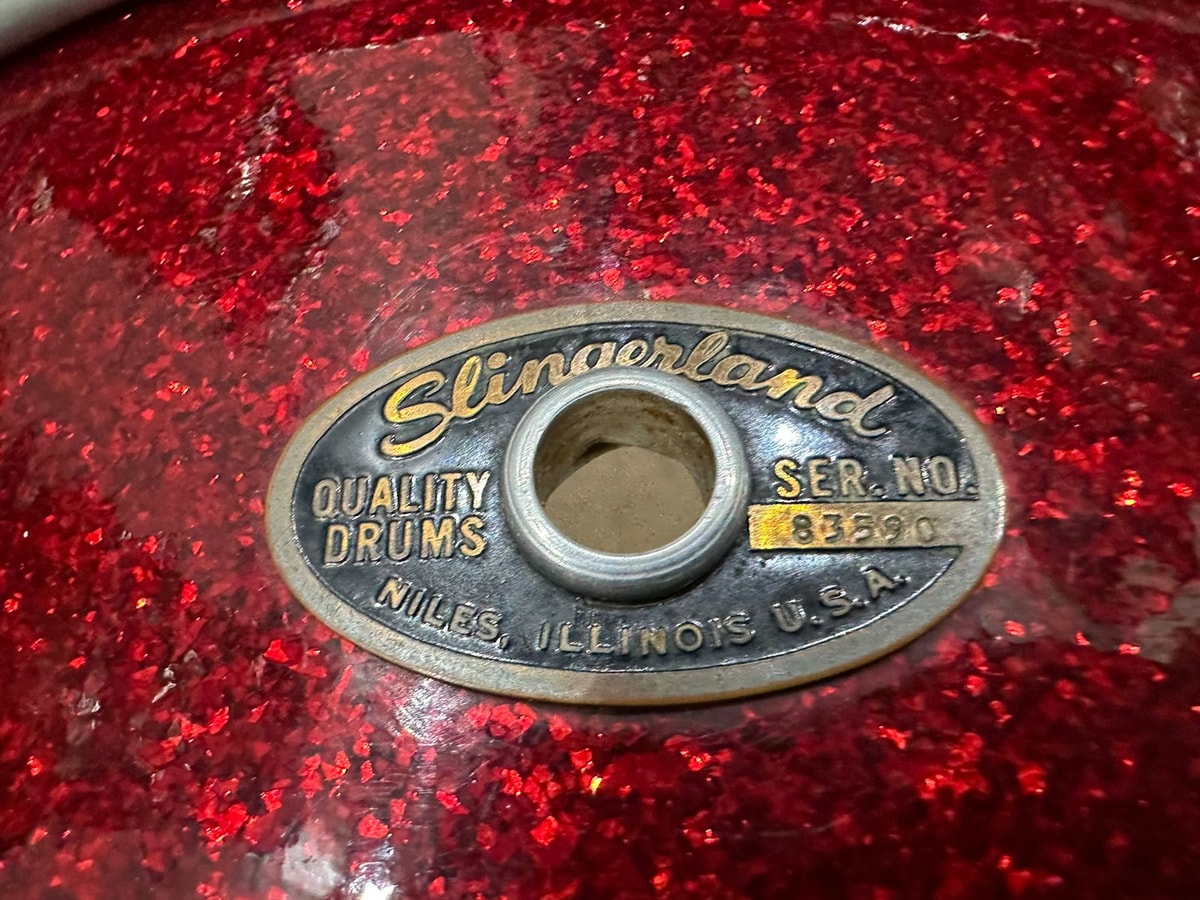 Slingerland
QUALITY
DRUMS
SER. NO.
83590
NILES, ILLINOIS U.S.A.